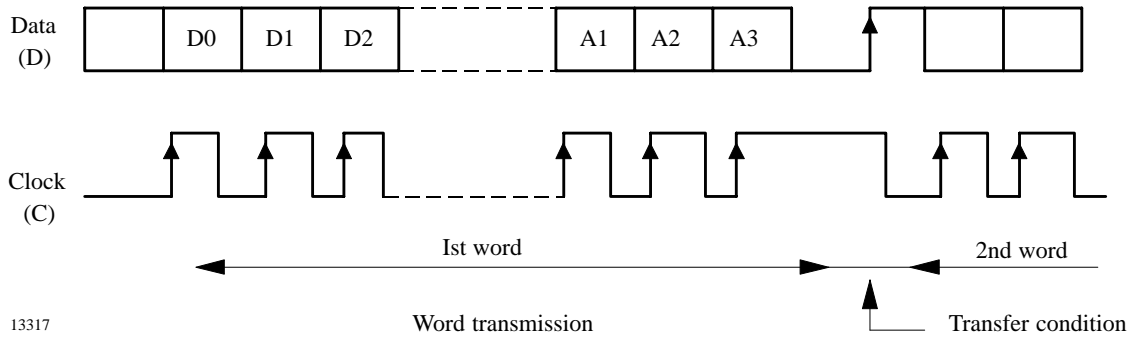 Data
(D)
D0 D1 D2 A1 A2 A3
Clock
(C)
Ist word
2nd word
13317
Word transmission
Transfer condition